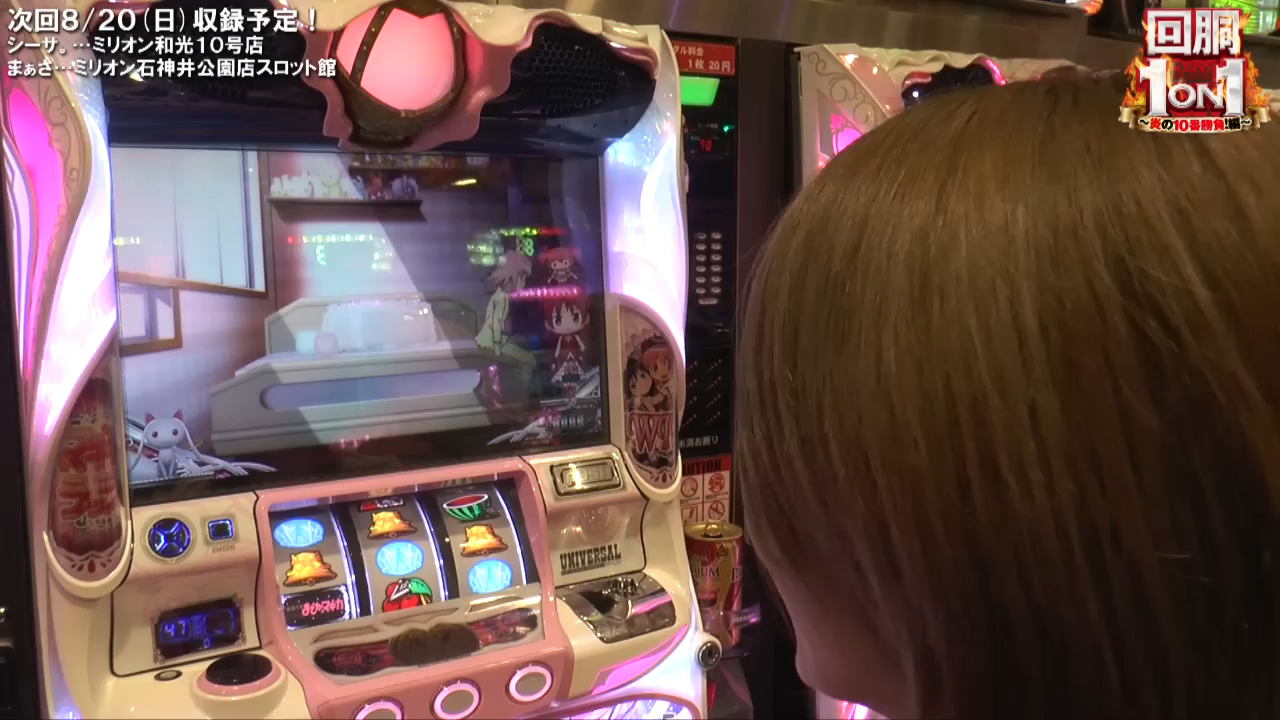 次回8/20(日)収録予定!
シーサ。…ミリオン和光10号店
まぁさ…ミリオン石神井公園店スロット館
回胴
1ON1
~炎の10番勝負!編~
1枚 20円
UNIVERSAL
ENTER
47